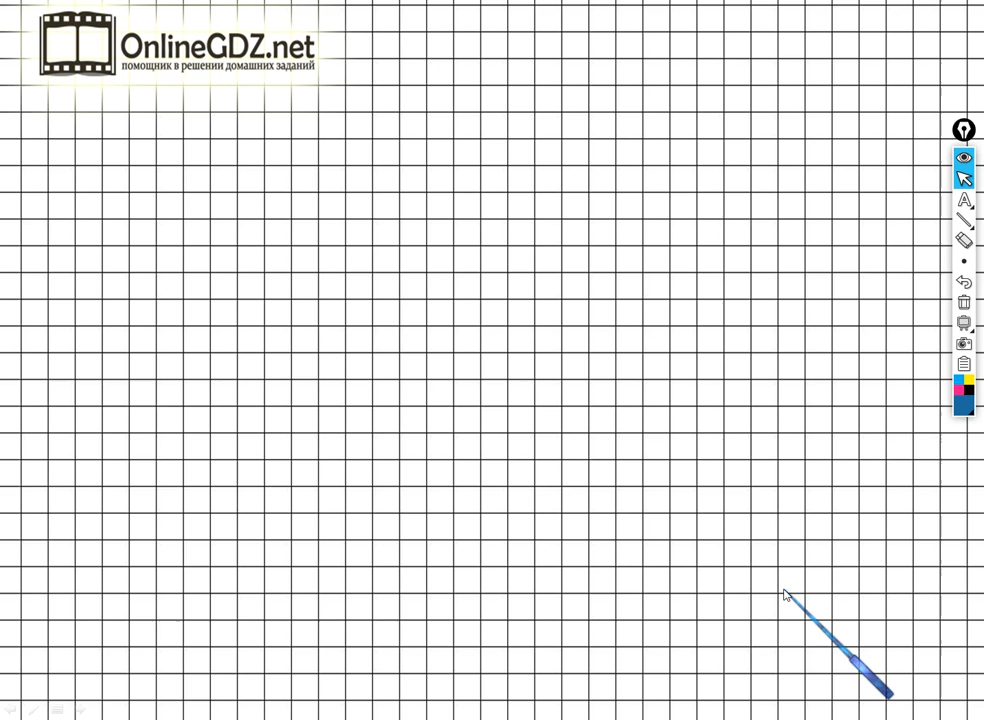 OnlineGDZ.net
помощник в решении домашних заданий
A